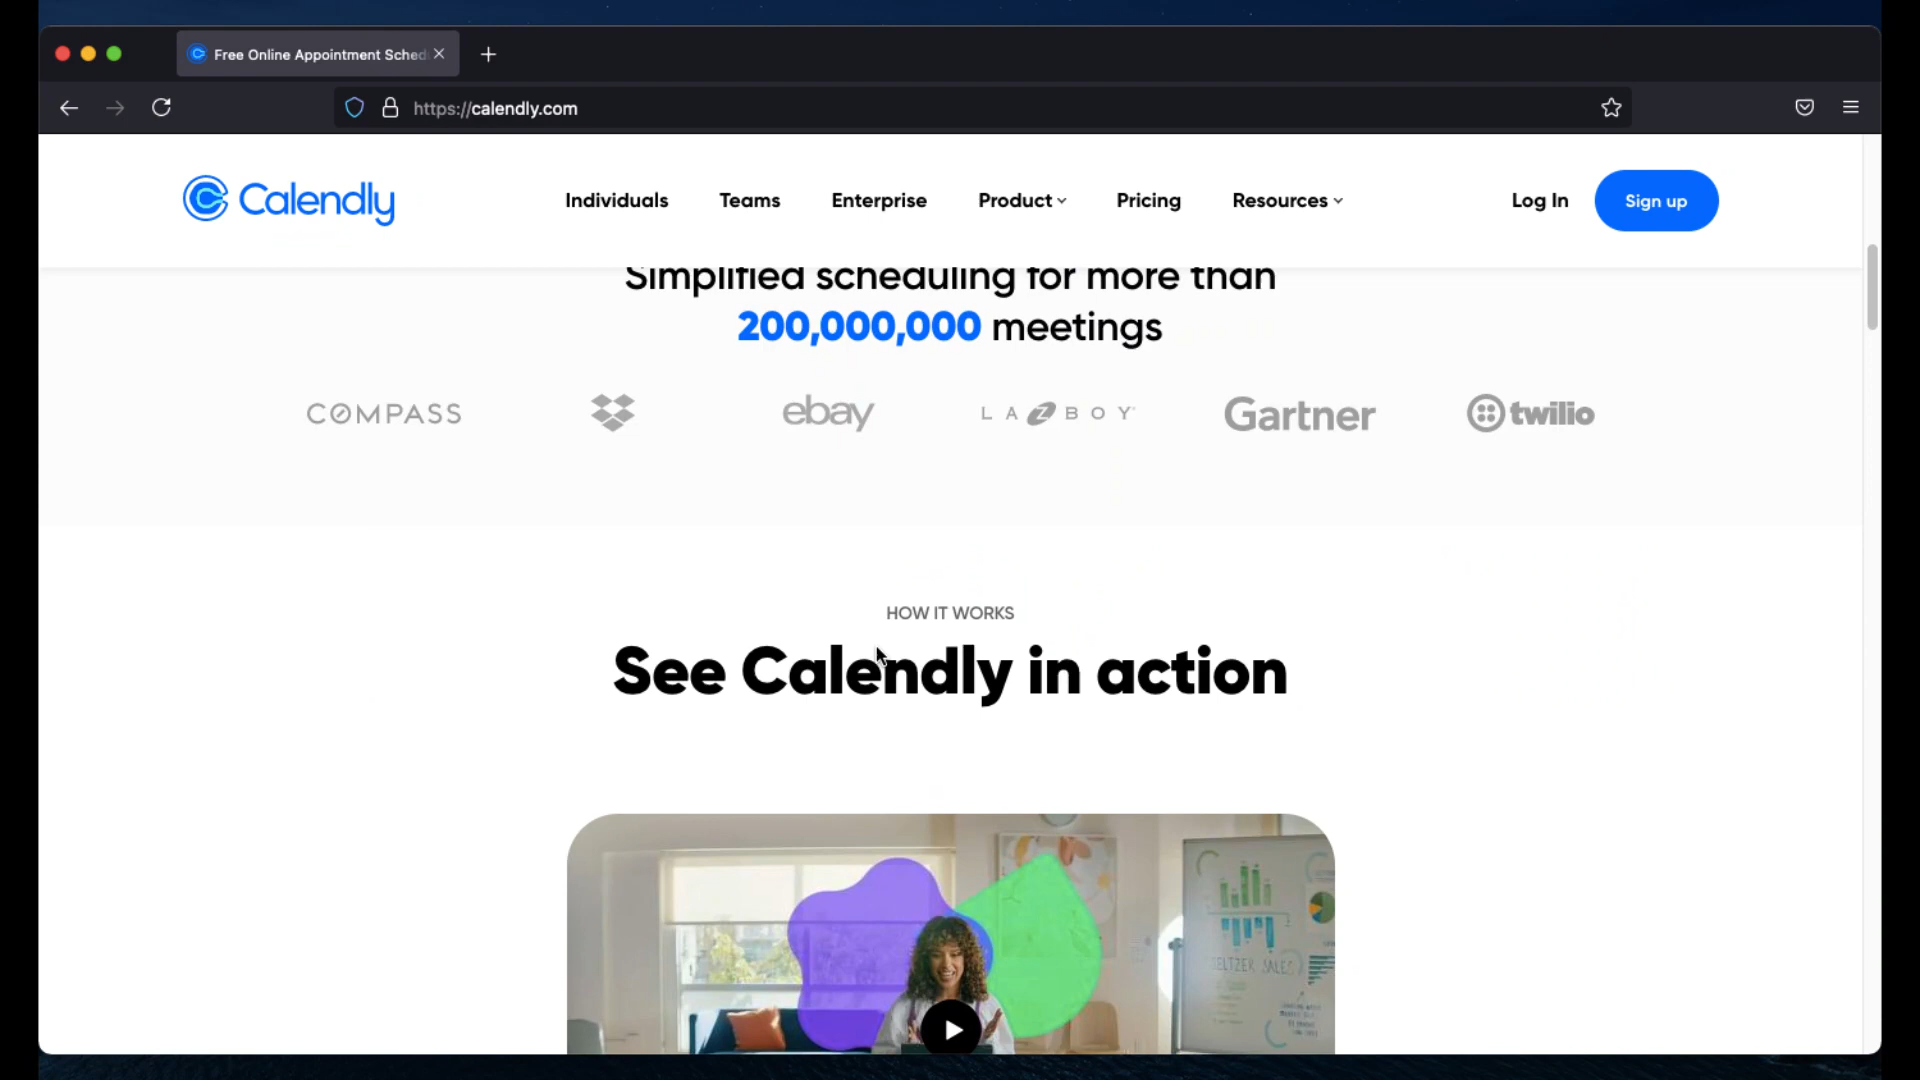 Free Online Appointment Sched
https://calendly.com
Calendly
Individuals
Teams
Enterprise
Product
Pricing
Resources
Log In
Sign up
Simplified scheduling for more than
200,000,000 meetings
COMPASS
ebay
LA Z BOY
Gartner
twilio
HOW IT WORKS
See Calendly in action
SELTZER SALES